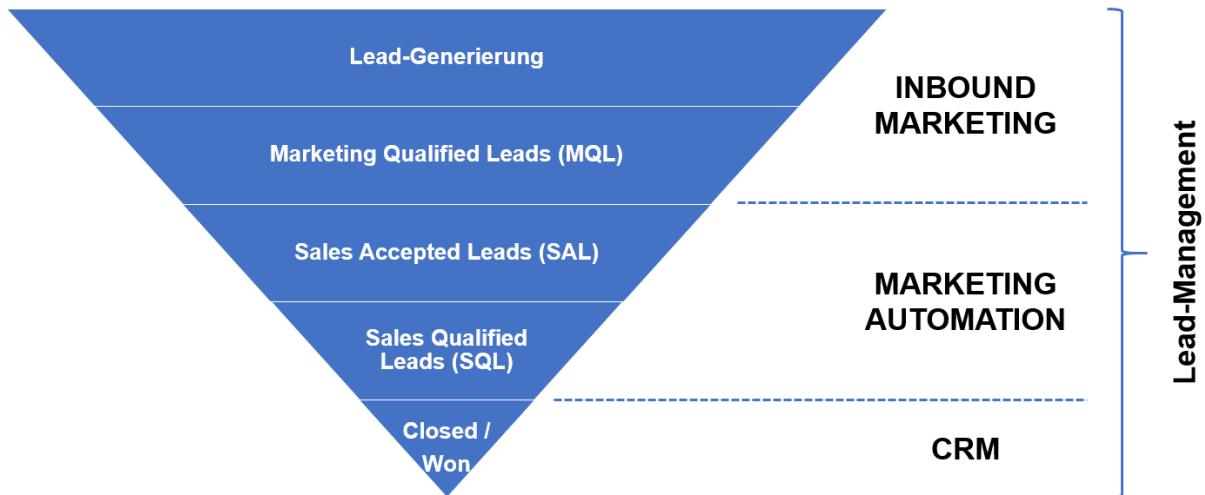 Lead-Generierung
Marketing Qualified Leads (MQL)
Sales Accepted Leads (SAL)
Sales Qualified
Leads (SQL)
Closed /
Won
INBOUND
MARKETING
MARKETING
AUTOMATION
CRM
Lead-Management